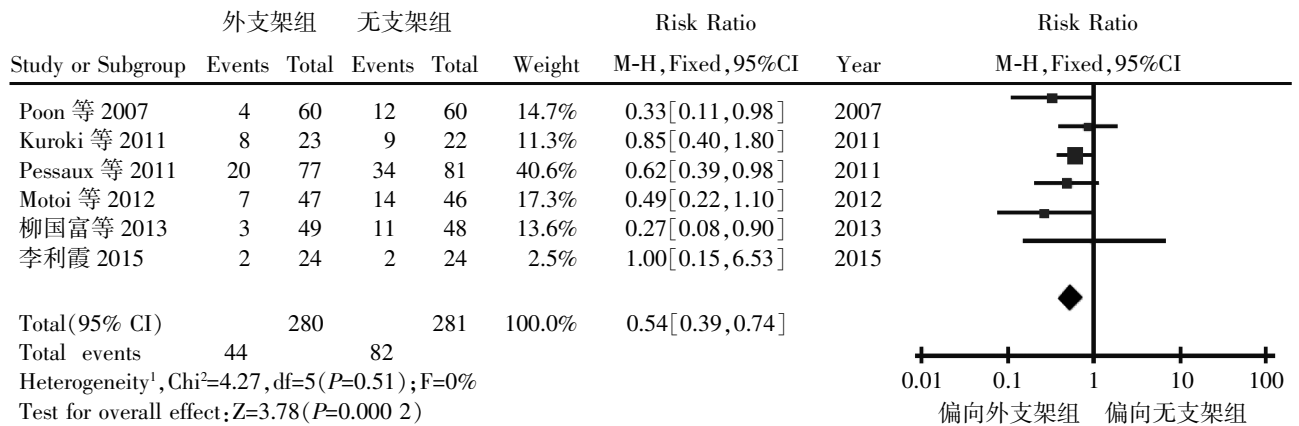 外支架组 无支架组 Risk Ratio Risk Ratio
Study or Subgroup Events Total Events Total Weight M-H,Fixed,95%CI Year M-H,Fixed,95%CI
Poon 等 2007 4 60 12 60 14.7% 0.33[0.11,0.98] 2007
Kuroki 等 2011 8 23 9 22 11.3% 0.85[0.40,1.80] 2011
Pessaux 等 2011 20 77 34 81 40.6% 0.62[0.39,0.98] 2011
Motoi 等 2012 7 47 14 46 17.3% 0.49[0.22,1.10] 2012
柳国富等 2013 3 49 11 48 13.6% 0.27[0.08,0.90] 2013
李利霞 2015 2 24 2 24 2.5% 1.00[0.15,6.53] 2015
Total(95% CI) 280 281 100.0% 0.54[0.39,0.74]
Total events 44 82
Heterogeneity¹,Chi²=4.27,df=5(P=0.51);F=0%
Test for overall effect:Z=3.78(P=0.000 2)
0.01 0.1 1 10 100
偏向外支架组 偏向无支架组